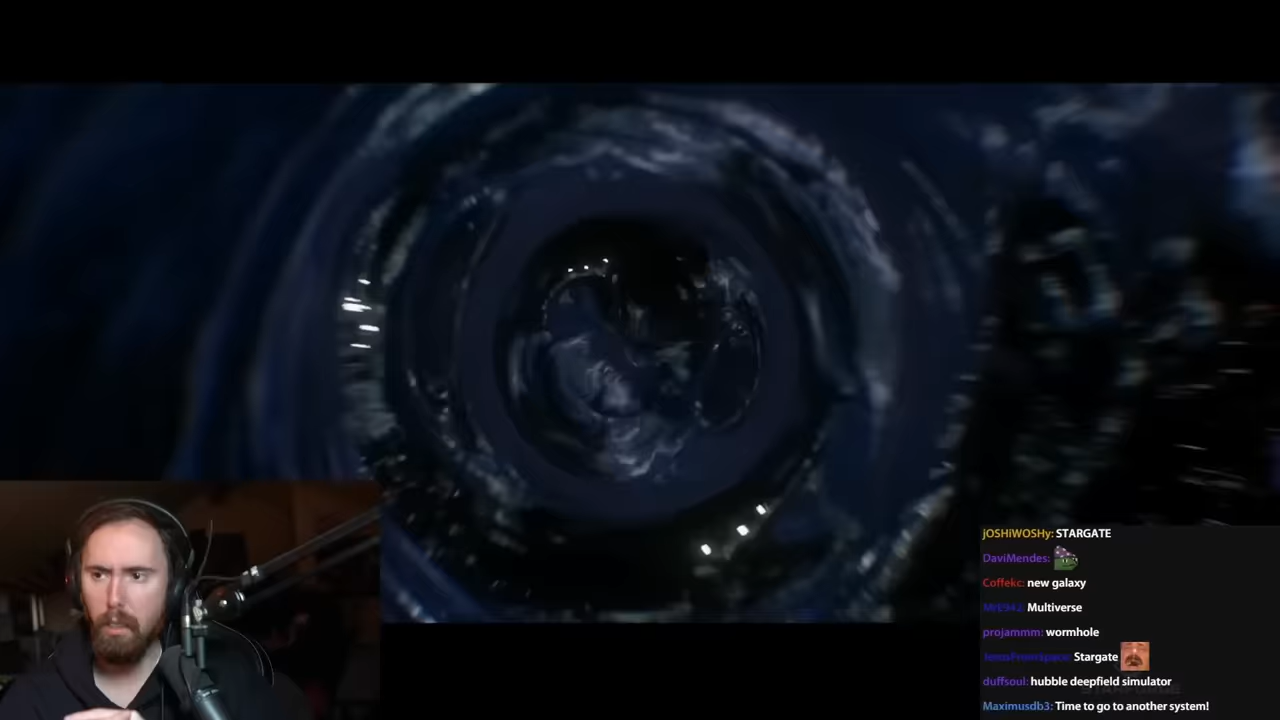 jOSHiWOSHy: STARGATE
DaviMendes:
Coffekc: new galaxy
Multiverse
projammm: wormhole
Stargate
duffsoul: hubble deepfield simulator
STARFORGE
Maximusdb3: Time to go to another system!